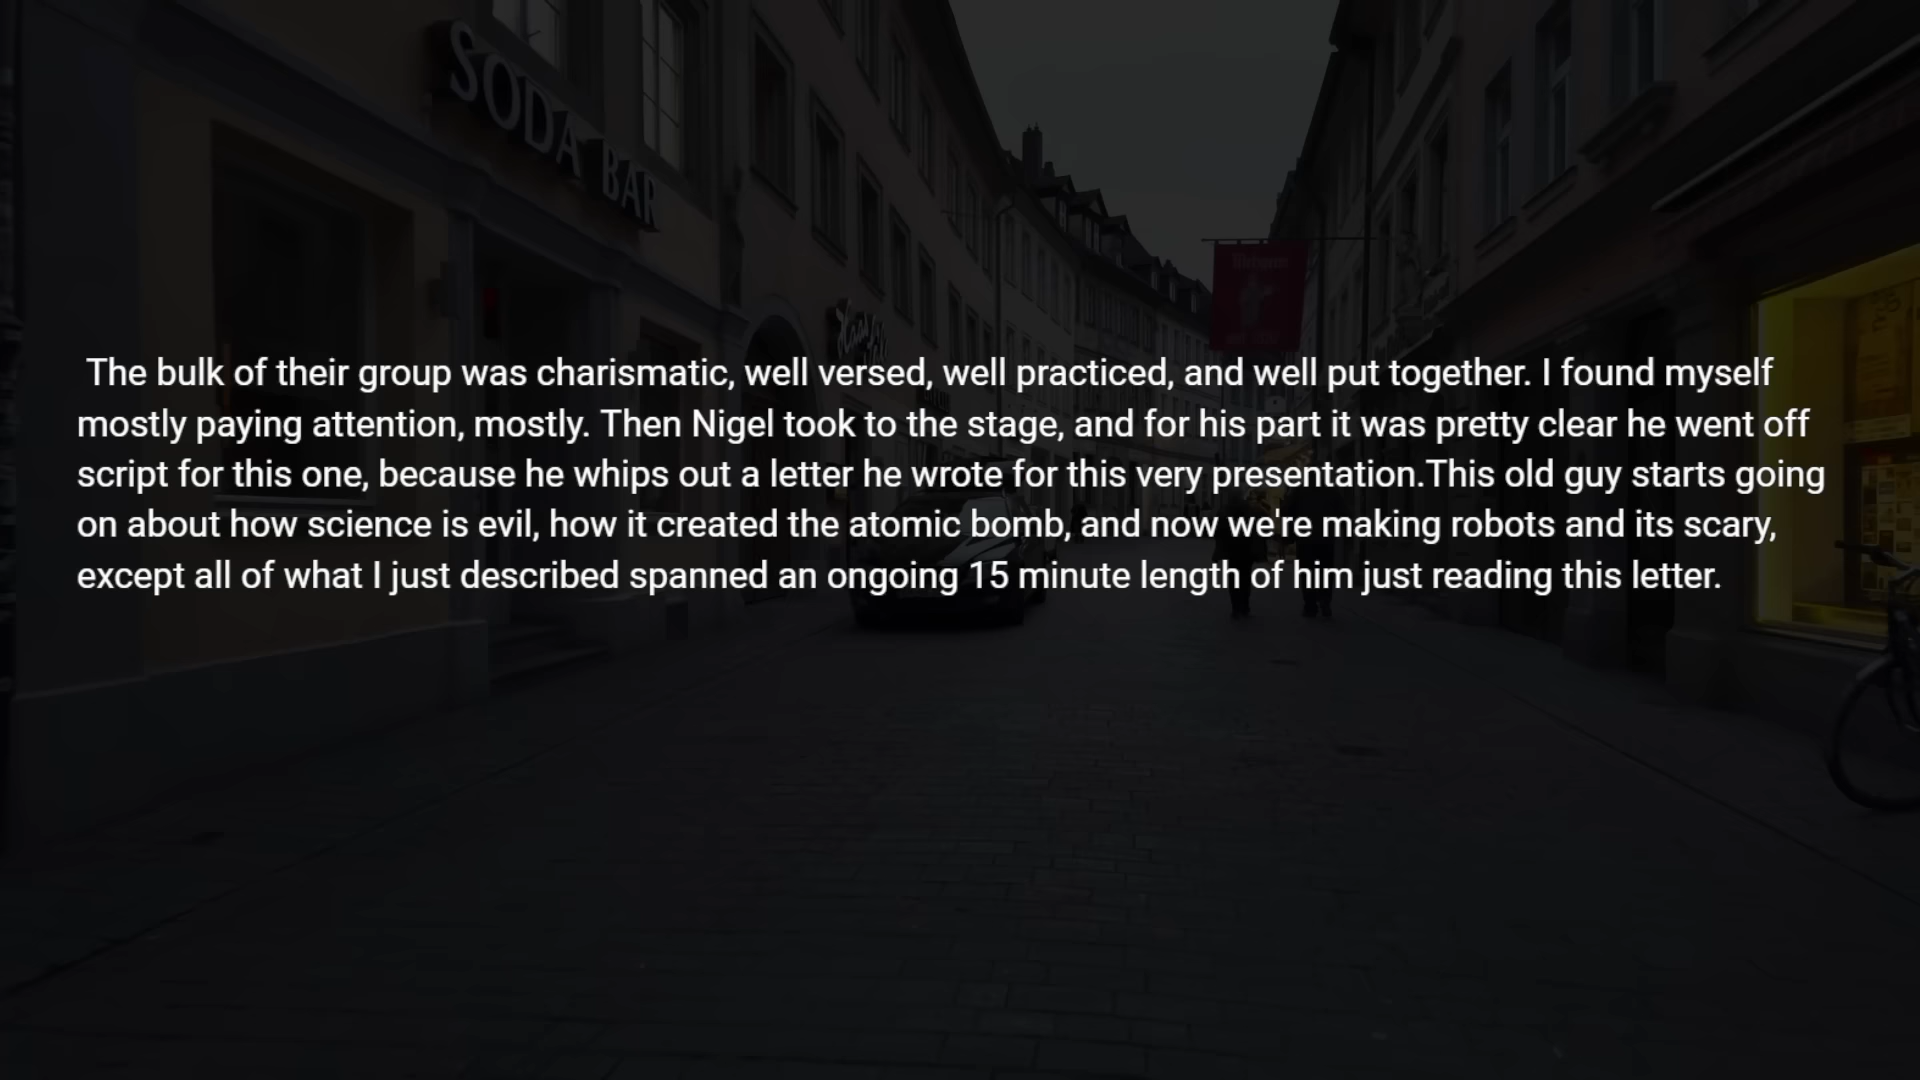 SODA BAR
The bulk of their group was charismatic, well versed, well practiced, and well put together. I found myself
mostly paying attention, mostly. Then Nigel took to the stage, and for his part it was pretty clear he went off
script for this one, because he whips out a letter he wrote for this very presentation.This old guy starts going
on about how science is evil, how it created the atomic bomb, and now we're making robots and its scary,
except all of what I just described spanned an ongoing 15 minute length of him just reading this letter.